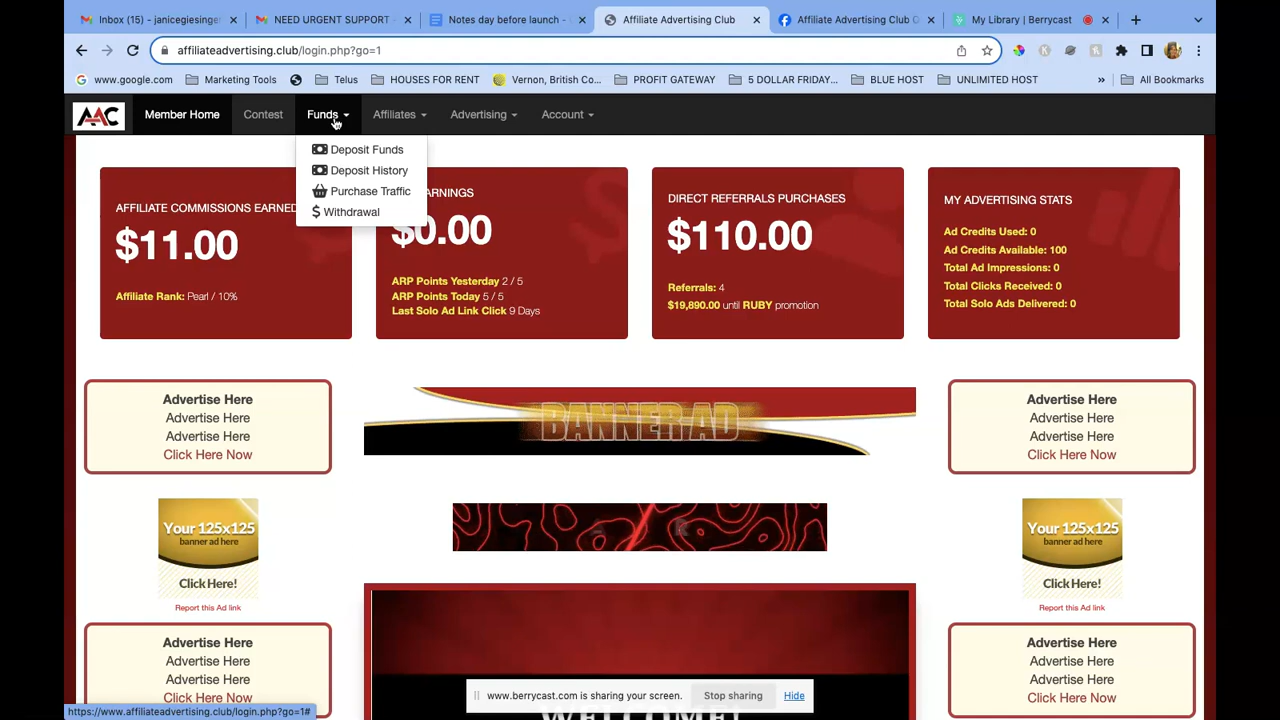 Inbox (15) - janicegiesinger
NEED URGENT SUPPORT
Notes day before launch -
Affiliate Advertising Club
Affiliate Advertising Club
My Library | Berrycast
affiliateadvertising.club/login.php?go=1
www.google.com
Marketing Tools
Telus
HOUSES FOR RENT
Vernon, British Co...
PROFIT GATEWAY
5 DOLLAR FRIDAY...
BLUE HOST
UNLIMITED HOST
»
All Bookmarks
AAC
Member Home
Contest
Funds
Affiliates
Advertising
Account
Deposit Funds
Deposit History
Purchase Traffic
Withdrawal
AFFILIATE COMMISSIONS EARNED
$11.00
Affiliate Rank: Pearl / 10%
ARNINGS
$0.00
ARP Points Yesterday 2 / 5
ARP Points Today 5 / 5
Last Solo Ad Link Click 9 Days
DIRECT REFERRALS PURCHASES
$110.00
Referrals: 4
$19,890.00 until RUBY promotion
MY ADVERTISING STATS
Ad Credits Used: 0
Ad Credits Available: 100
Total Ad Impressions: 0
Total Clicks Received: 0
Total Solo Ads Delivered: 0
Advertise Here
Advertise Here
Advertise Here
Click Here Now
BANNER AD
Advertise Here
Advertise Here
Advertise Here
Click Here Now
Your 125x125
banner ad here
Click Here!
Report this Ad link
Your 125x125
banner ad here
Click Here!
Report this Ad link
Advertise Here
Advertise Here
Advertise Here
Click Here Now
Advertise Here
Advertise Here
Advertise Here
Click Here Now
www.berrycast.com is sharing your screen.
Stop sharing
Hide
WELCOME!
https://www.affiliateadvertising.club/login.php?go=1#